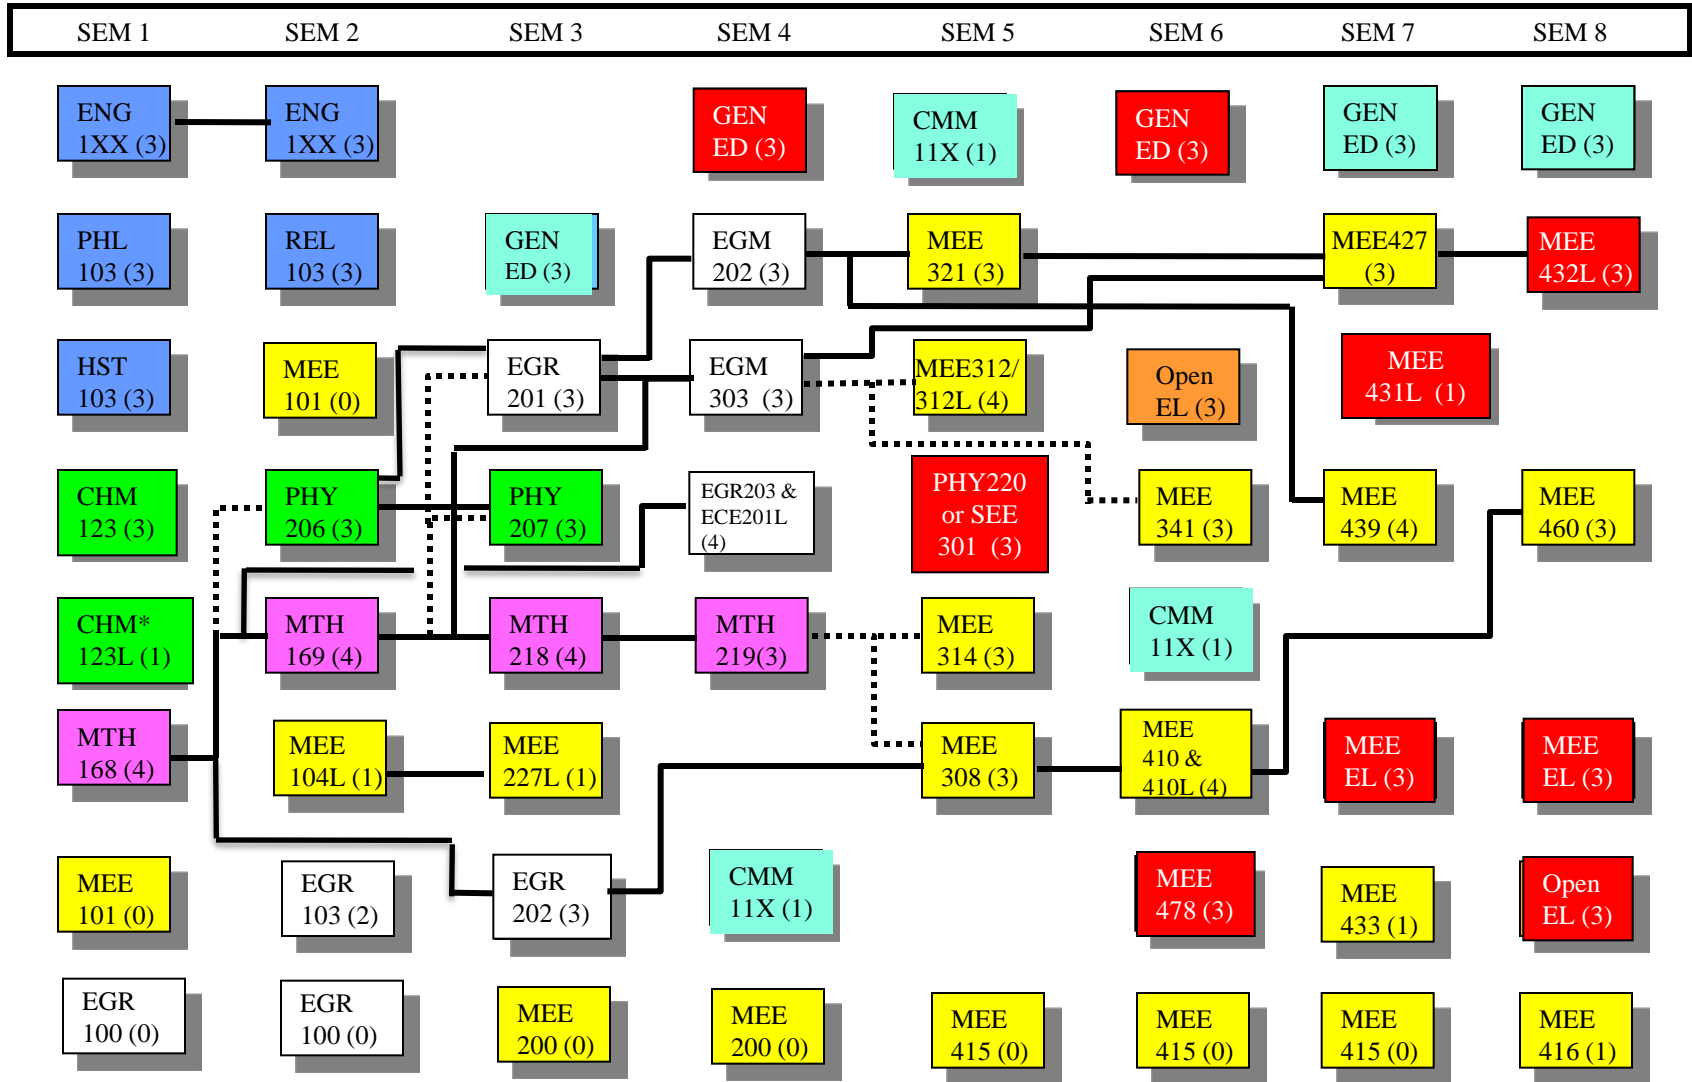 SEM 1 SEM 2 SEM 3 SEM 4 SEM 5 SEM 6 SEM 7 SEM 8
ENG
1XX (3)
ENG
1XX (3)
GEN
ED (3)
CMM
11X (1)
GEN
ED (3)
GEN
ED (3)
GEN
ED (3)
PHL
103 (3)
REL
103 (3)
GEN
ED (3)
EGM
202 (3)
MEE
321 (3)
MEE427
(3)
MEE
432L (3)
HST
103 (3)
MEE
101 (0)
EGR
201 (3)
EGM
303 (3)
MEE312/
312L (4)
Open
EL (3)
MEE
431L (1)
CHM
123 (3)
PHY
206 (3)
PHY
207 (3)
EGR203 &
ECE201L
(4)
PHY220
or SEE
301 (3)
MEE
341 (3)
MEE
439 (4)
MEE
460 (3)
CHM*
123L (1)
MTH
169 (4)
MTH
218 (4)
MTH
219(3)
MEE
314 (3)
CMM
11X (1)
MTH
168 (4)
MEE
104L (1)
MEE
227L (1)
MEE
308 (3)
MEE
410 &
410L (4)
MEE
EL (3)
MEE
EL (3)
MEE
101 (0)
EGR
103 (2)
EGR
202 (3)
CMM
11X (1)
MEE
478 (3)
MEE
433 (1)
Open
EL (3)
EGR
100 (0)
EGR
100 (0)
MEE
200 (0)
MEE
200 (0)
MEE
415 (0)
MEE
415 (0)
MEE
415 (0)
MEE
416 (1)